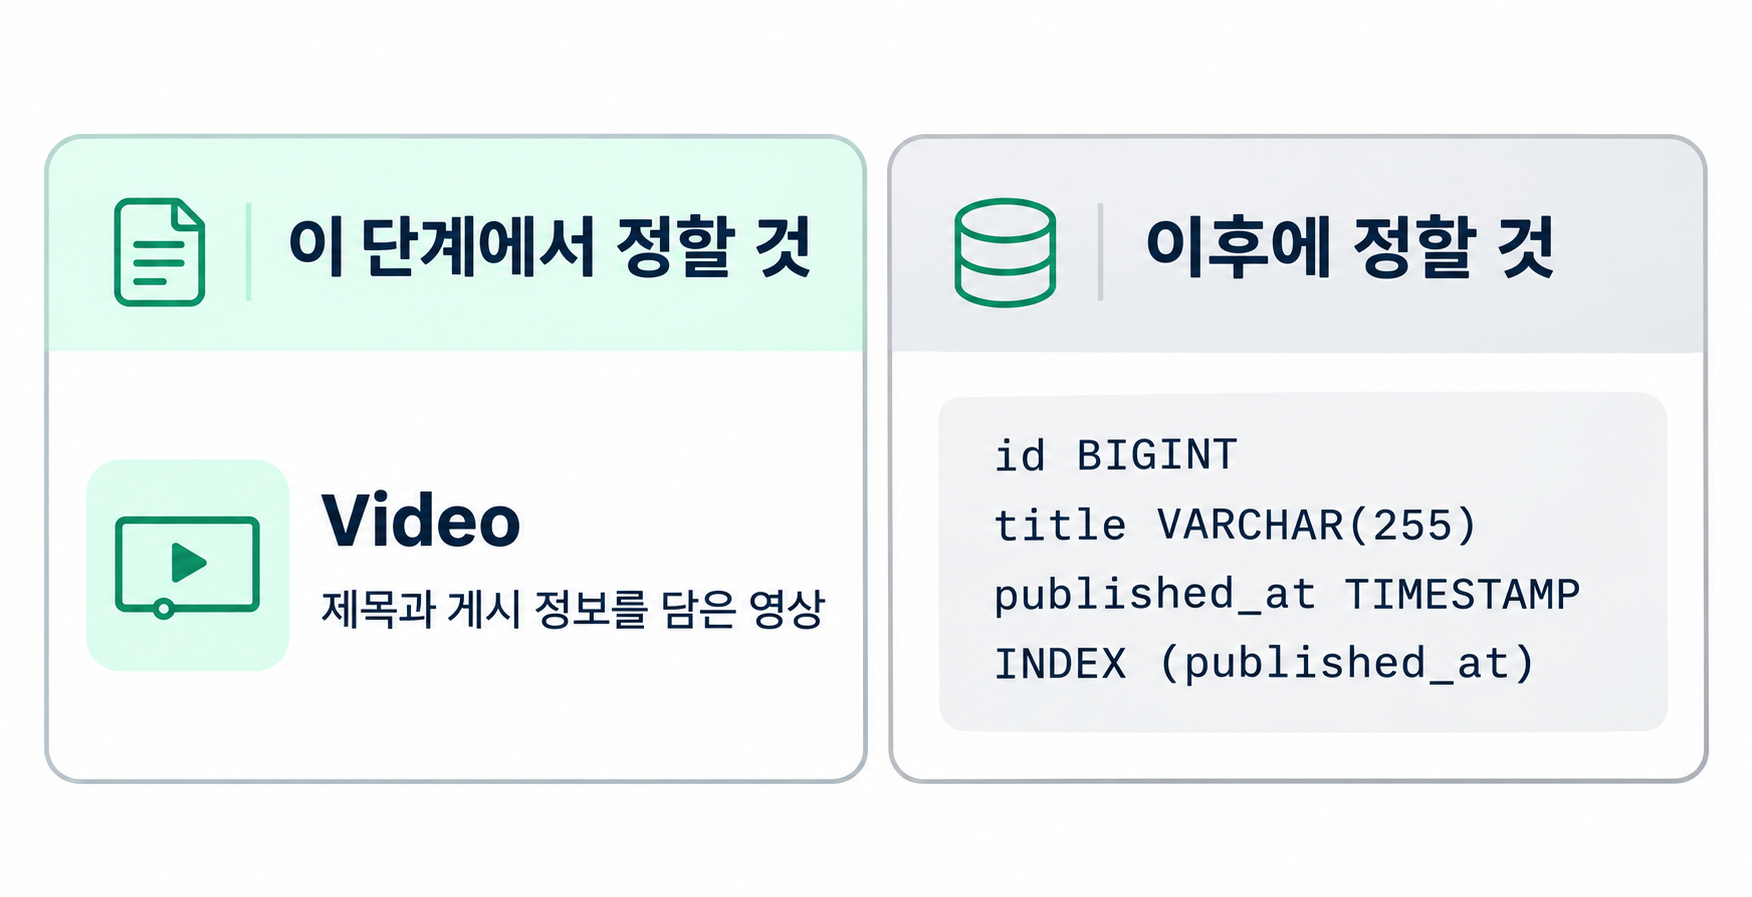 이 단계에서 정할 것
Video
제목과 게시 정보를 담은 영상
이후에 정할 것
id BIGINT
title VARCHAR(255)
published_at TIMESTAMP
INDEX (published_at)